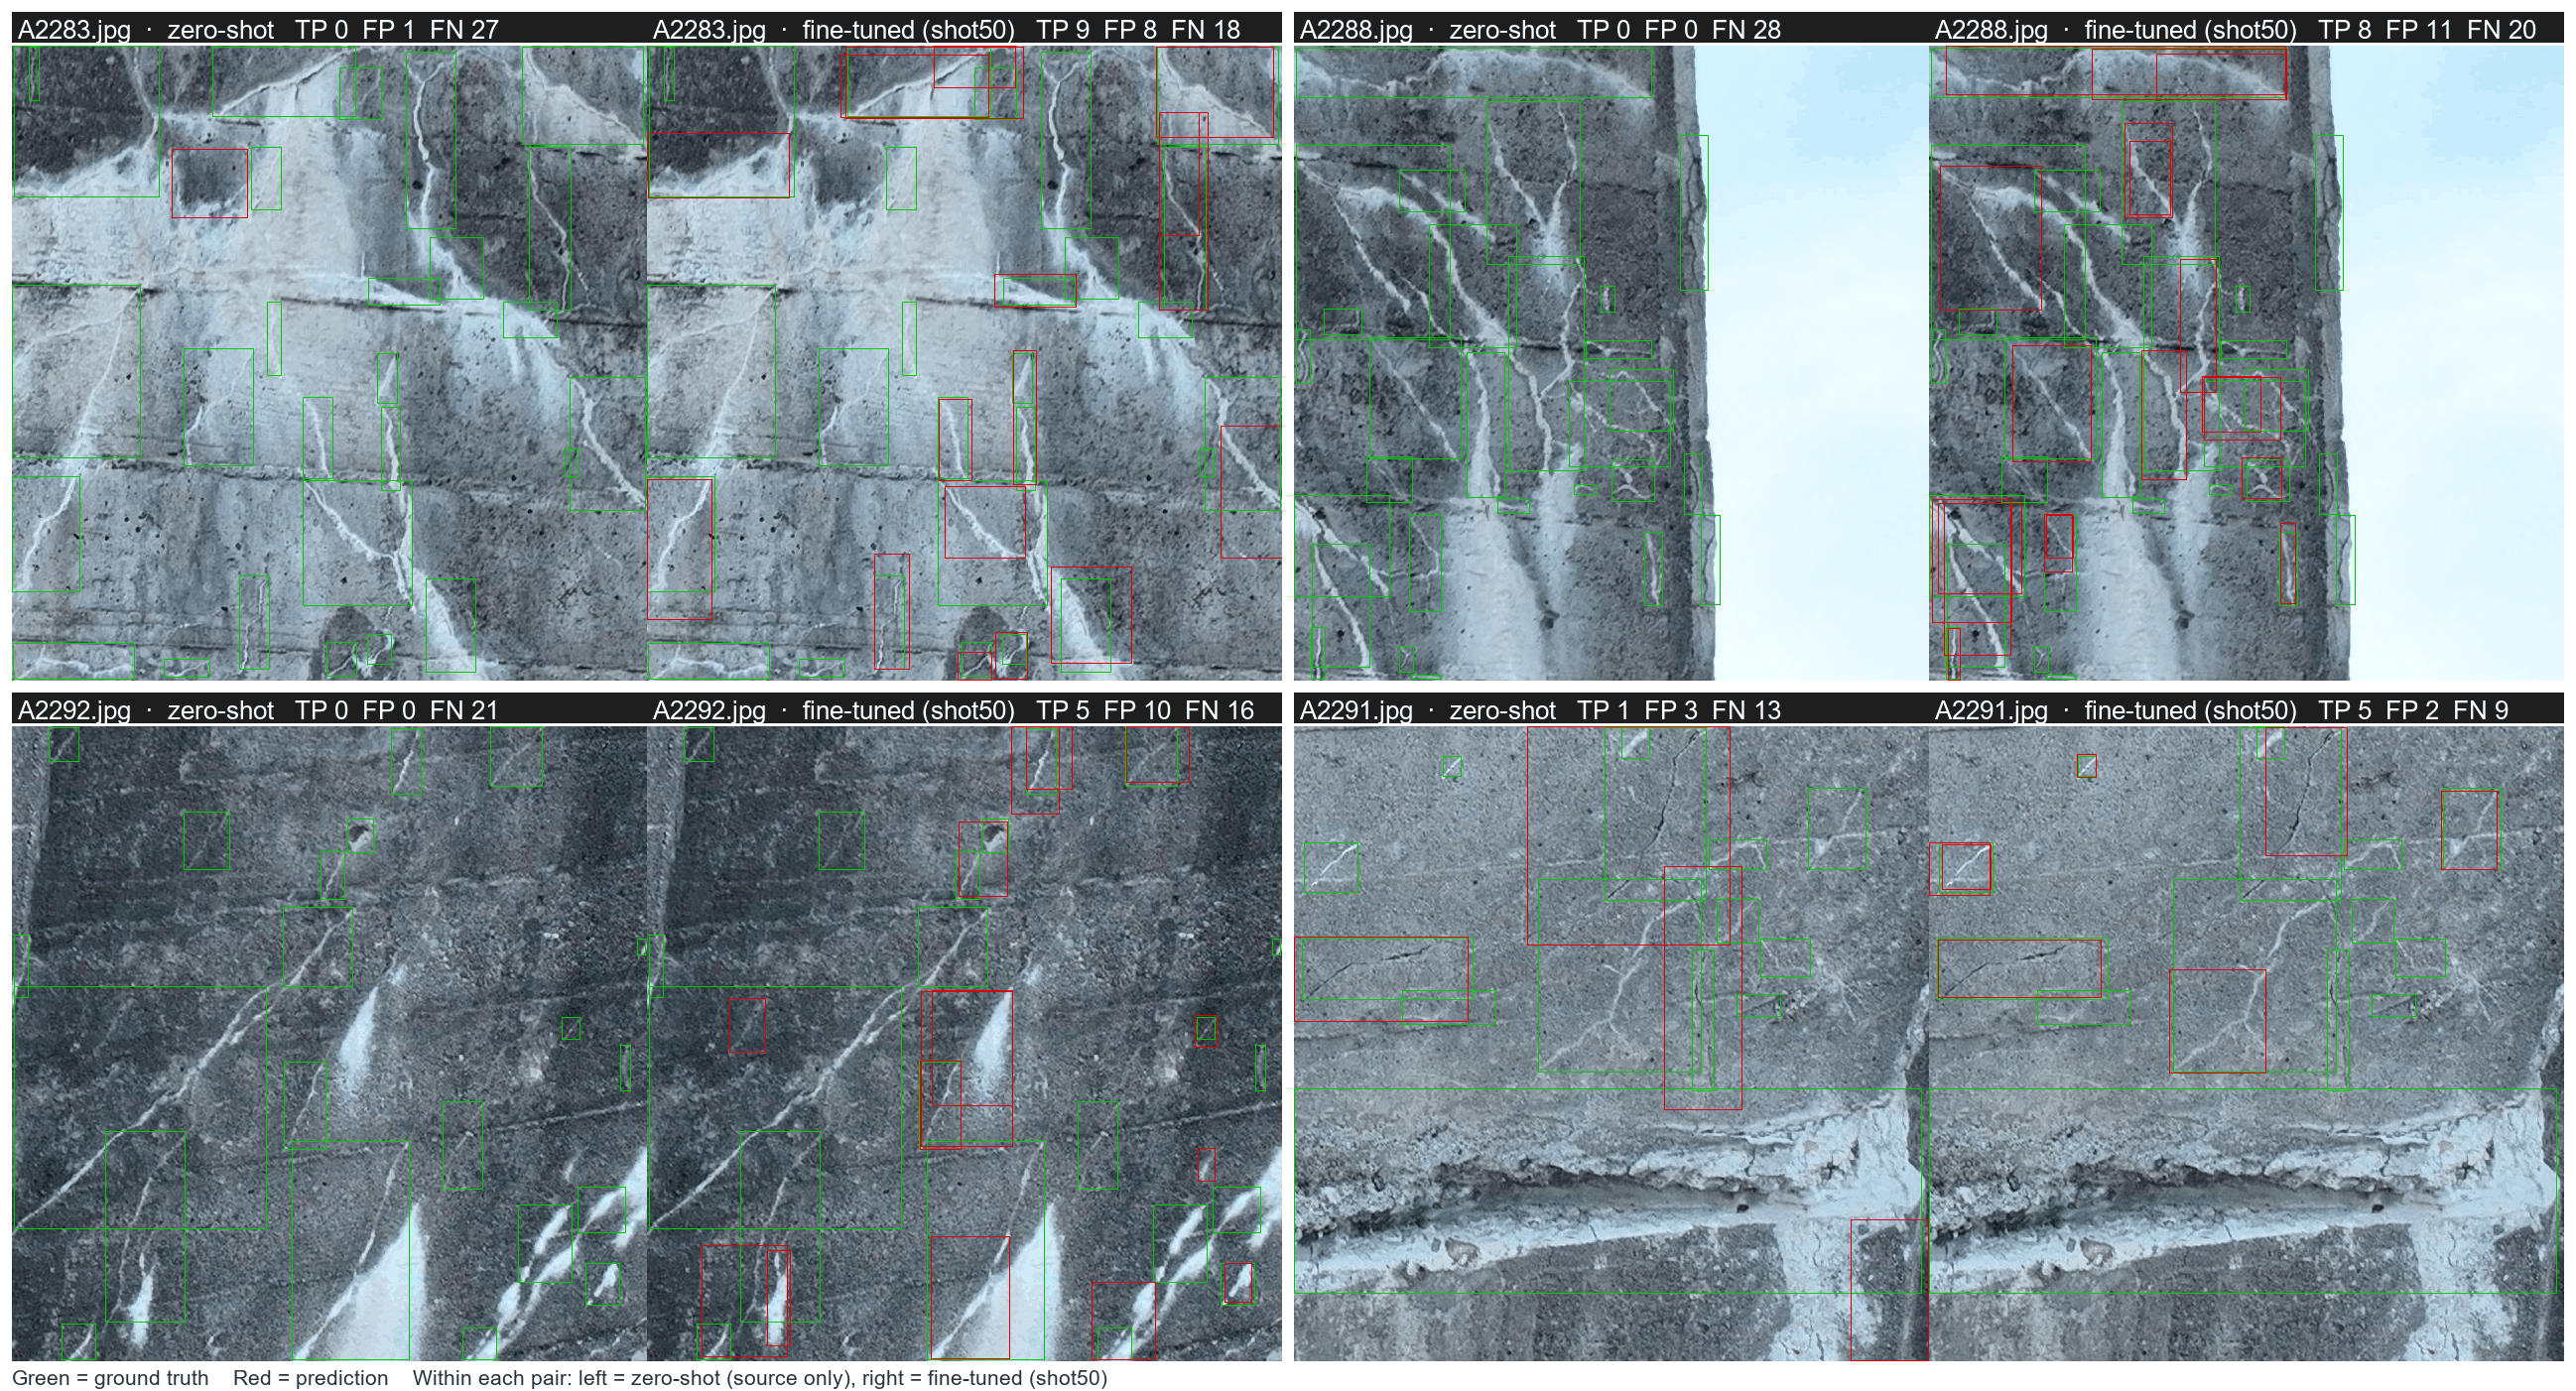 A2283.jpg · zero-shot TP 0 FP 1 FN 27
A2283.jpg · fine-tuned (shot50) TP 9 FP 8 FN 18
A2288.jpg · zero-shot TP 0 FP 0 FN 28
A2288.jpg · fine-tuned (shot50) TP 8 FP 11 FN 20
A2292.jpg · zero-shot TP 0 FP 0 FN 21
A2292.jpg · fine-tuned (shot50) TP 5 FP 10 FN 16
A2291.jpg · zero-shot TP 1 FP 3 FN 13
A2291.jpg · fine-tuned (shot50) TP 5 FP 2 FN 9
Green = ground truth Red = prediction Within each pair: left = zero-shot (source only), right = fine-tuned (shot50)